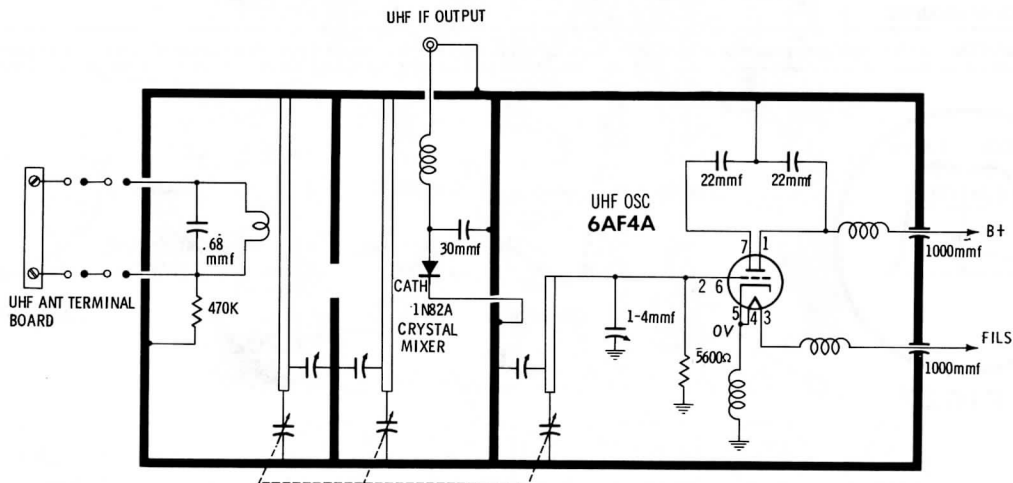 UHF IF OUTPUT
UHF ANT TERMINAL
BOARD
.68
mmf
470K
30mmf
CATH
1N82A
CRYSTAL
MIXER
UHF OSC
6AF4A
22mmf
22mmf
7
1
2
6
5
4
3
0V
1-4mmf
5600Ω
B+
1000mmf
FILS
1000mmf